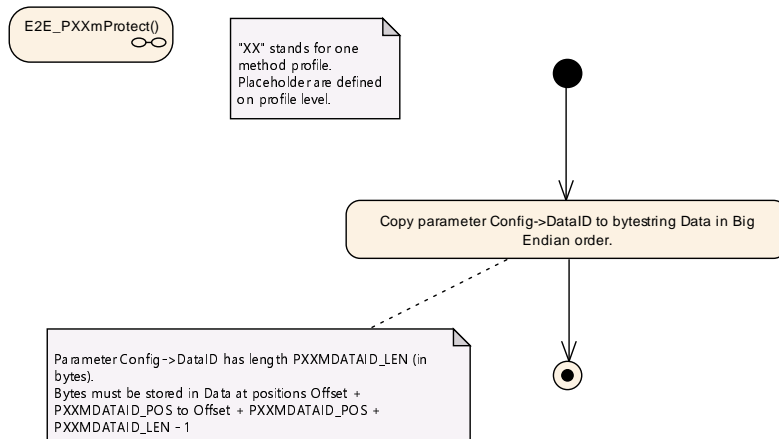 E2E_PXXmProtect()
"XX" stands for one
method profile.
Placeholder are defined
on profile level.
Copy parameter Config->DataID to bytestring Data in Big
Endian order.
Parameter Config->DataID has length PXXMDATAID_LEN (in
bytes).
Bytes must be stored in Data at positions Offset +
PXXMDATAID_POS to Offset + PXXMDATAID_POS +
PXXMDATAID_LEN - 1